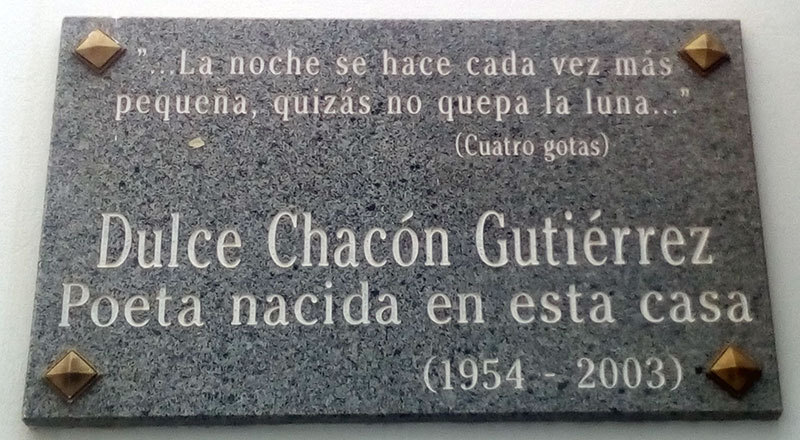 "...La noche se hace cada vez más
pequeña, quizás no quepa la luna..."
(Cuatro gotas)
Dulce Chacón Gutiérrez
Poeta nacida en esta casa
(1954 - 2003)